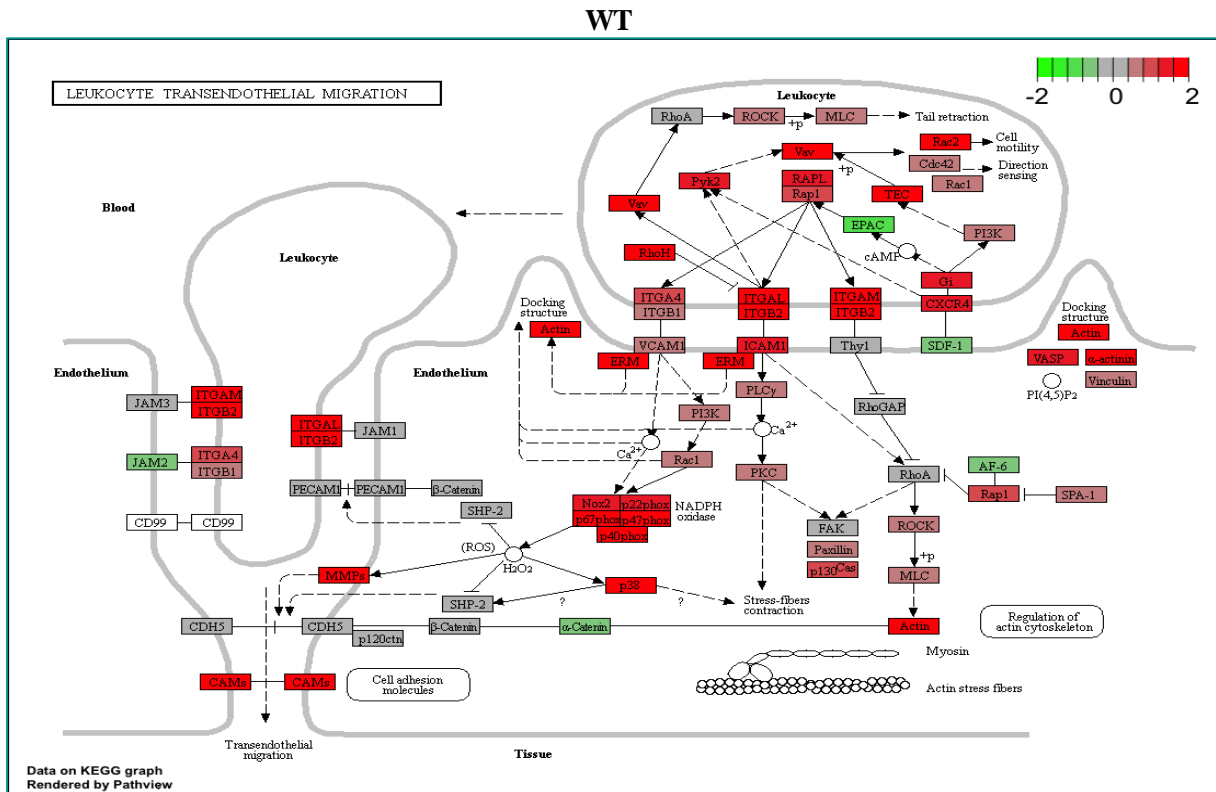 WT
LEUKOCYTE TRANSENDOTHELIAL MIGRATION
-2 0 2
Leukocyte
RhoA
ROCK
+p
MLC
Tail retraction
Vav
+p
Rac2
Cell
motility
Cdc42
Direction
sensing
Rac1
Pyk2
RAPL
Rap1
TEC
Vav
EPAC
PI3K
cAMP
RhoH
Gi
Blood
Leukocyte
ITGA4
ITGB1
ITGAL
ITGB2
ITGAM
ITGB2
CXCR4
Docking
structure
Actin
VCAM1
ICAM1
Thy1
SDF-1
ERM
ERM
Docking
structure
Actin
VASP
α-actinin
PI(4,5)P2
Vinculin
Endothelium
Endothelium
JAM3
ITGAM
ITGB2
ITGAL
ITGB2
JAM1
JAM2
ITGA4
ITGB1
PLCγ
PI3K
RhoGAP
Ca2+
Ca2+
Rac1
PKC
RhoA
AF-6
Rap1
SPA-1
PECAM1
PECAM1
β-Catenin
CD99
CD99
SHP-2
Nox2
p22phox
p67phox
p47phox
p40phox
NADPH
oxidase
FAK
Paxillin
p130Cas
ROCK
+p
MLC
(ROS)
H2O2
MMPs
p38
SHP-2
?
?
Stress-fibers
contraction
CDH5
CDH5
p120ctn
β-Catenin
α-Catenin
Actin
Regulation of
actin cytoskeleton
CAMs
CAMs
Cell adhesion
molecules
Myosin
Actin stress fibers
Transendothelial
migration
Tissue
Data on KEGG graph
Rendered by Pathview